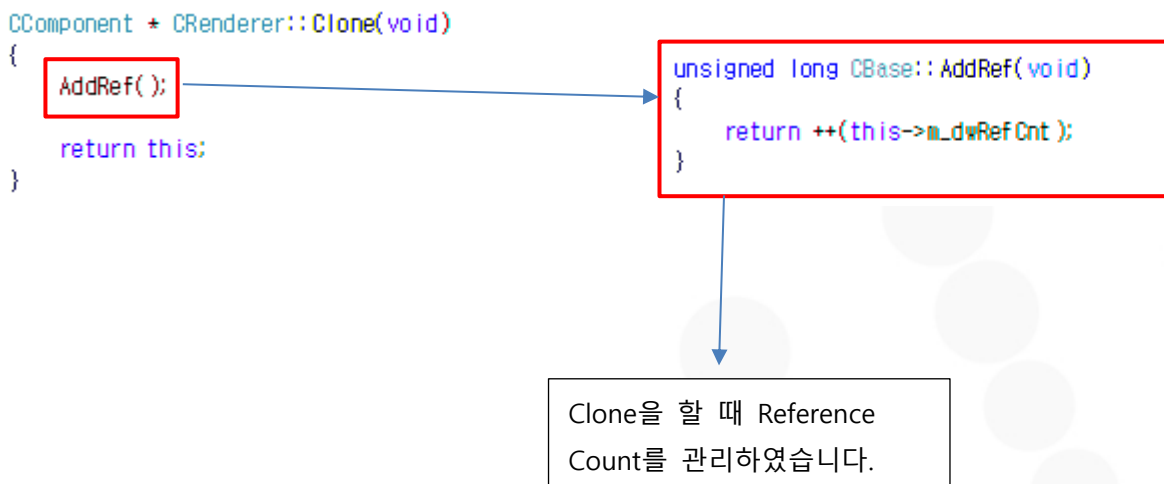 CComponent * CRenderer::Clone(void)
{
AddRef();
return this;
}
unsigned long CBase::AddRef(void)
{
return ++(this->m_dwRefCnt );
}
Clone을 할 때 Reference
Count를 관리하였습니다.